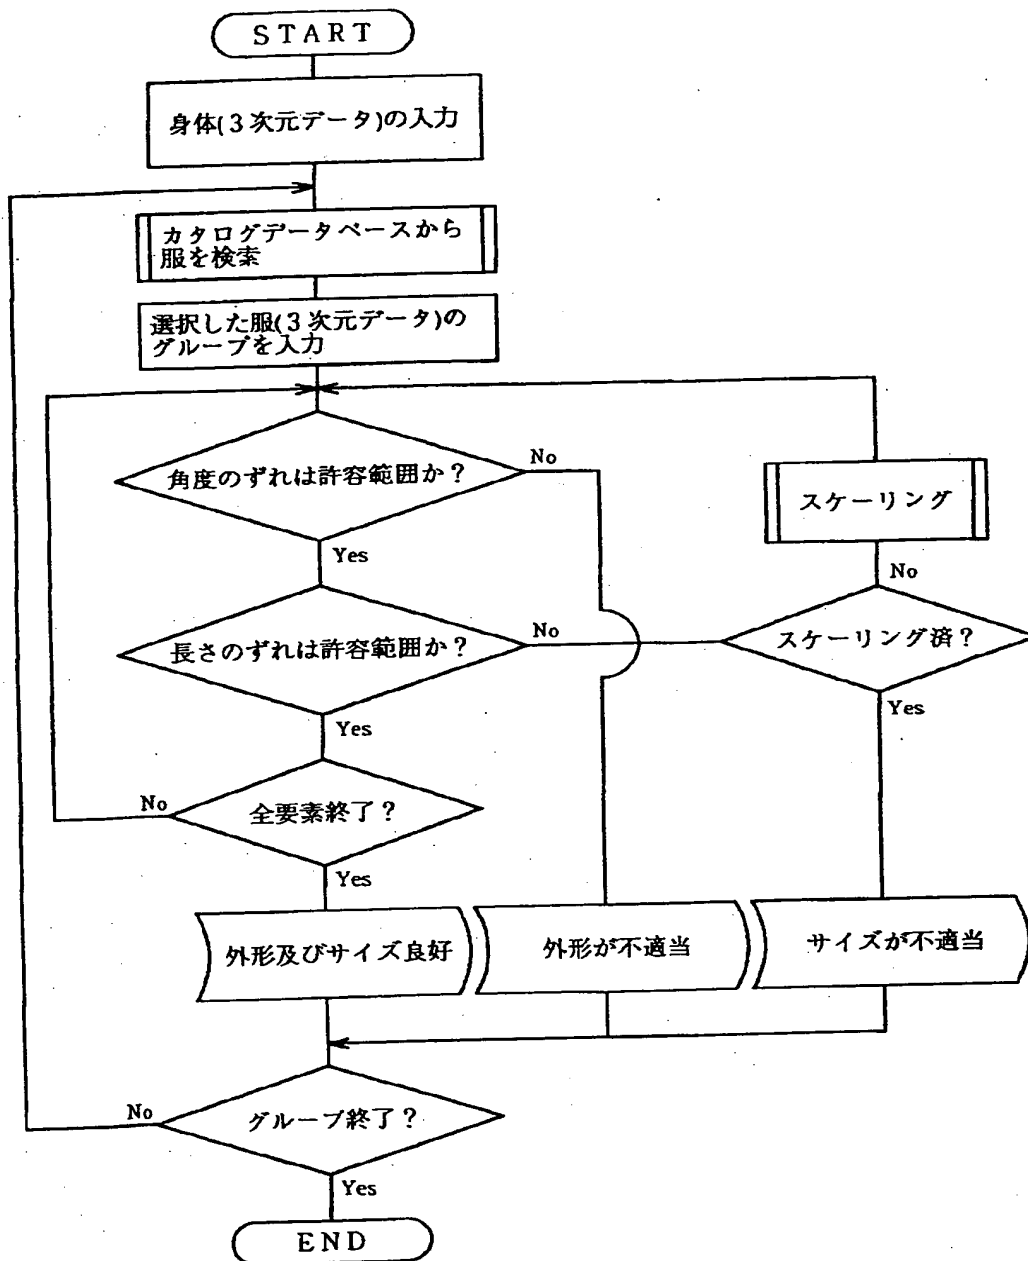 START
身体(3次元データ)の入力
カタログデータベースから
服を検索
選択した服(3次元データ)の
グループを入力
角度のずれは許容範囲か?
No
Yes
スケーリング
No
長さのずれは許容範囲か?
No
スケーリング済?
Yes
Yes
全要素終了?
No
Yes
外形及びサイズ良好
外形が不適当
サイズが不適当
グループ終了?
No
Yes
END